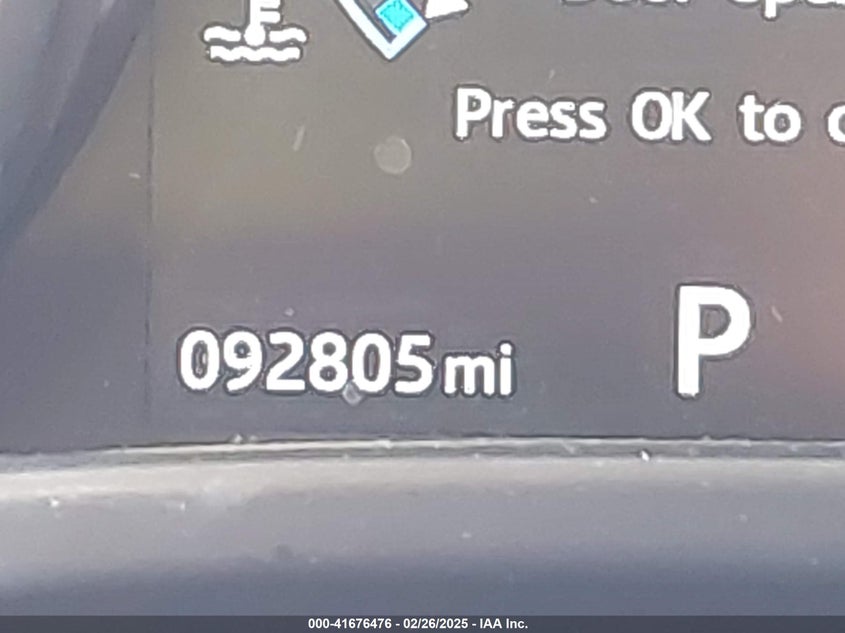 Press OK to
092805mi
P
000-41676476 - 02/26/2025 - IAA Inc.